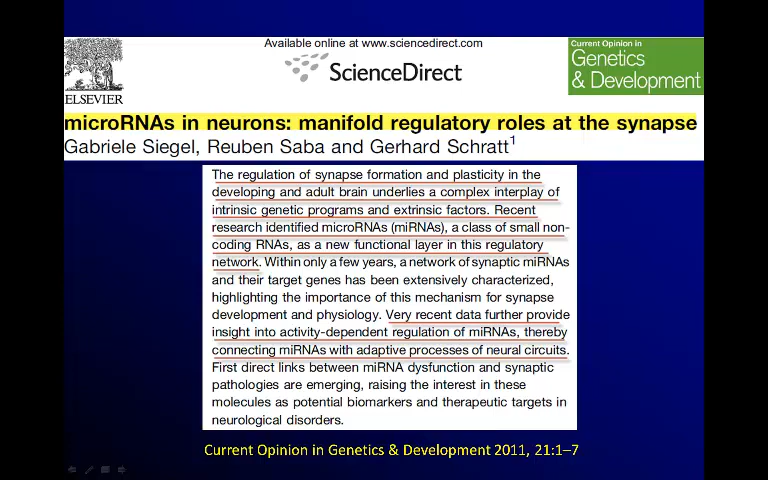 Available online at www.sciencedirect.com
ScienceDirect
ELSEVIER
Current Opinion in
Genetics
& Development
microRNAs in neurons: manifold regulatory roles at the synapse
Gabriele Siegel, Reuben Saba and Gerhard Schratt1
The regulation of synapse formation and plasticity in the
developing and adult brain underlies a complex interplay of
intrinsic genetic programs and extrinsic factors. Recent
research identified microRNAs (miRNAs), a class of small non-
coding RNAs, as a new functional layer in this regulatory
network. Within only a few years, a network of synaptic miRNAs
and their target genes has been extensively characterized,
highlighting the importance of this mechanism for synapse
development and physiology. Very recent data further provide
insight into activity-dependent regulation of miRNAs, thereby
connecting miRNAs with adaptive processes of neural circuits.
First direct links between miRNA dysfunction and synaptic
pathologies are emerging, raising the interest in these
molecules as potential biomarkers and therapeutic targets in
neurological disorders.
Current Opinion in Genetics & Development 2011, 21:1–7